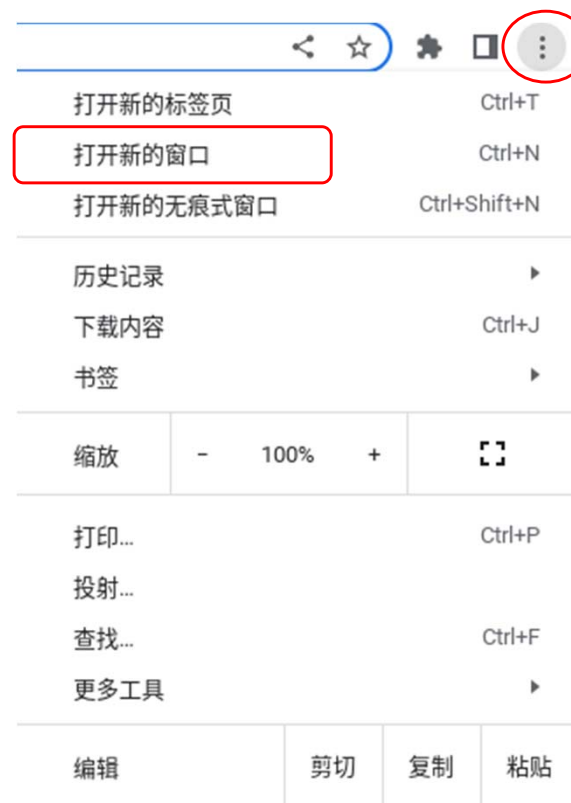 打开新的标签页 Ctrl+T
打开新的窗口 Ctrl+N
打开新的无痕式窗口 Ctrl+Shift+N
历史记录
下载内容 Ctrl+J
书签
缩放 - 100% +
打印... Ctrl+P
投射...
查找... Ctrl+F
更多工具
编辑 剪切 复制 粘贴